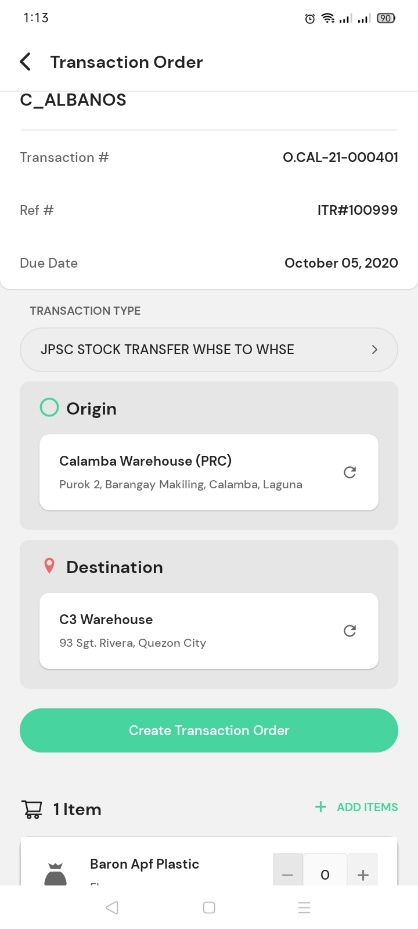 1:13
90
Transaction Order
C_ALBANOS
Transaction # O.CAL-21-000401
Ref # ITR#100999
Due Date October 05, 2020
TRANSACTION TYPE
JPSC STOCK TRANSFER WHSE TO WHSE
Origin
Calamba Warehouse (PRC)
Purok 2, Barangay Makiling, Calamba, Laguna
Destination
C3 Warehouse
93 Sgt. Rivera, Quezon City
Create Transaction Order
1 Item + ADD ITEMS
Baron Apf Plastic
− 0 +